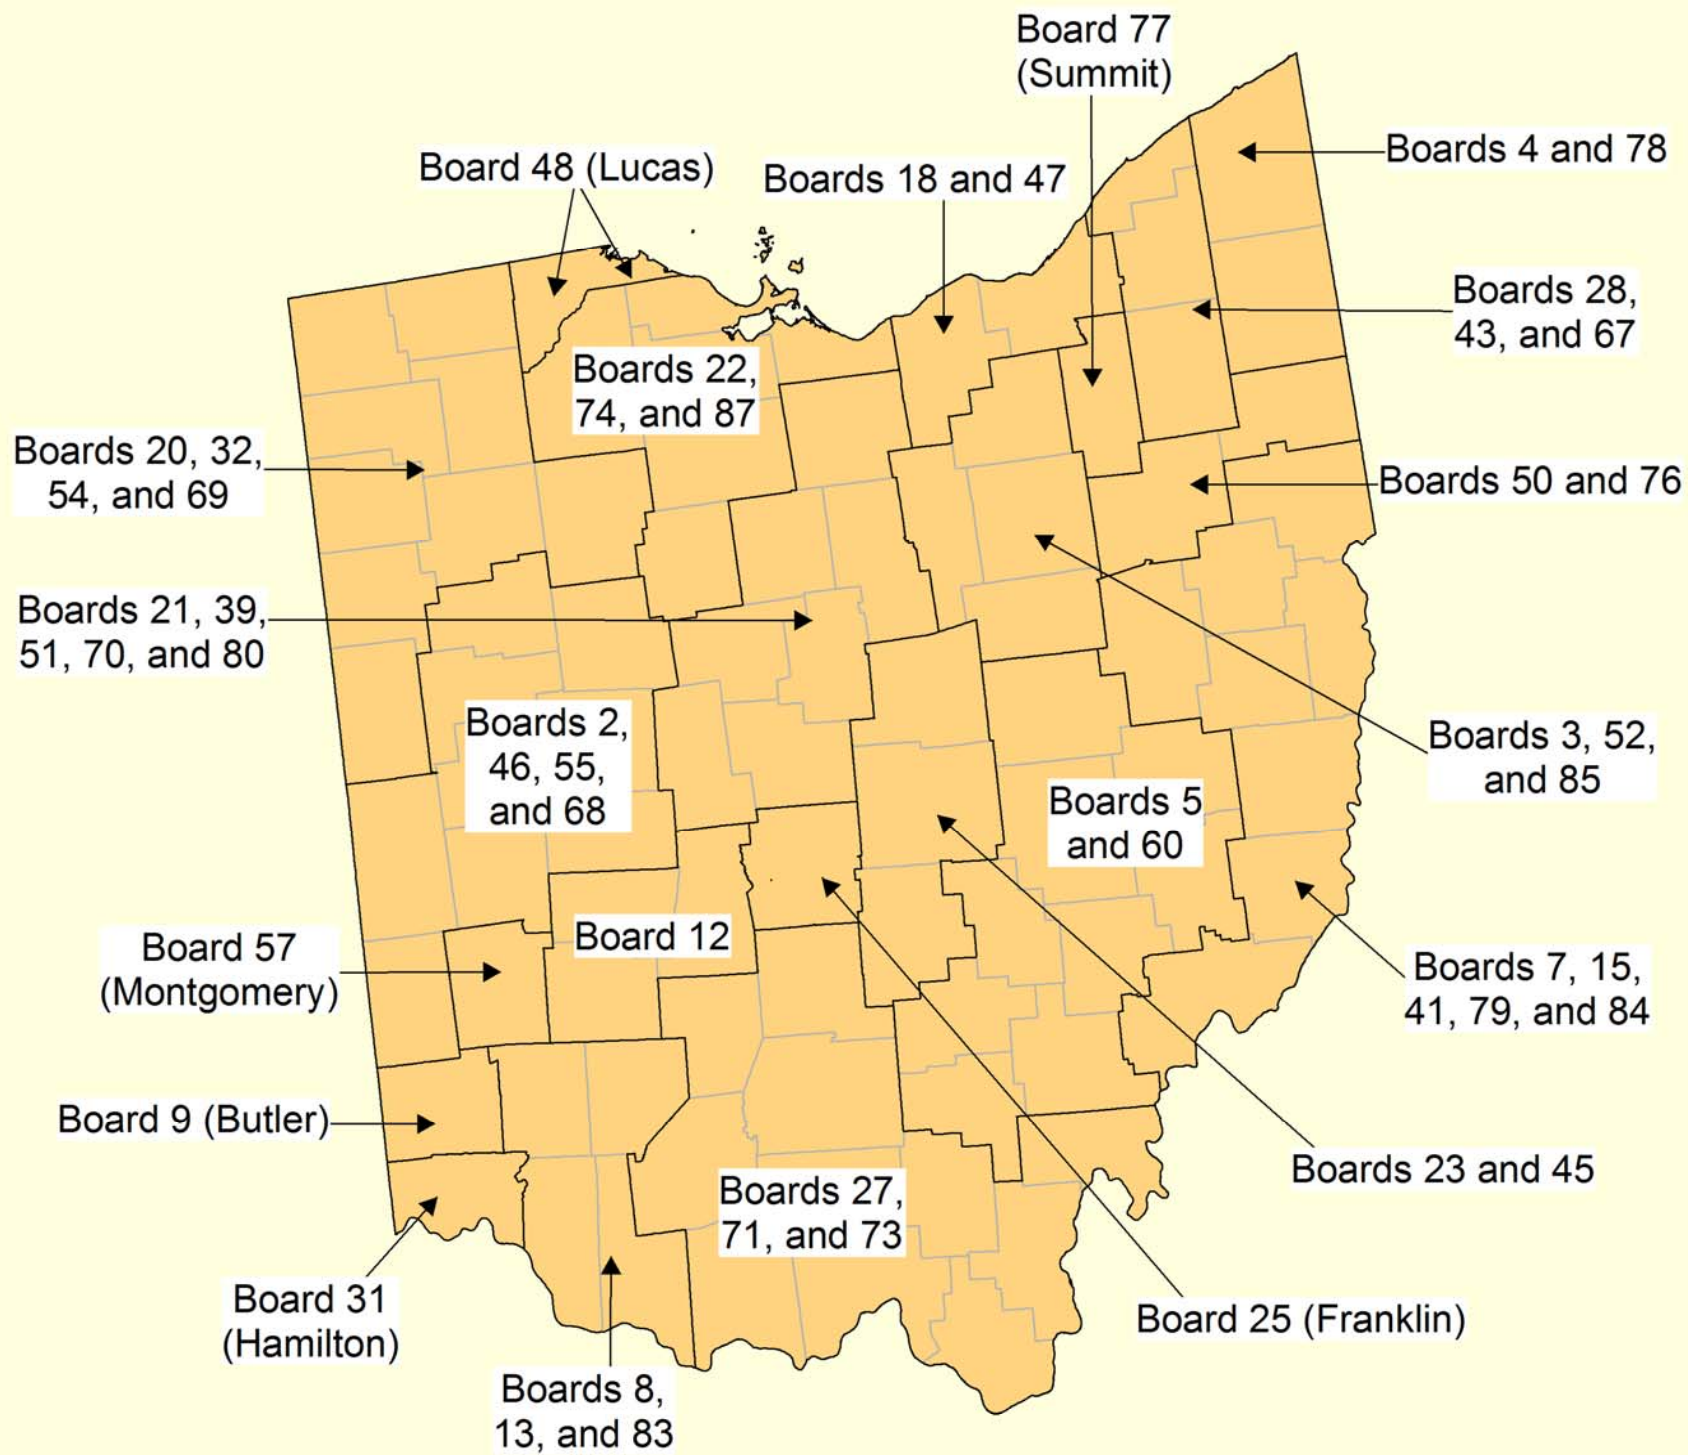 Board 77
(Summit)
Boards 4 and 78
Board 48 (Lucas)
Boards 18 and 47
Boards 28,
43, and 67
Boards 22,
74, and 87
Boards 20, 32,
54, and 69
Boards 50 and 76
Boards 21, 39,
51, 70, and 80
Boards 2,
46, 55,
and 68
Boards 3, 52,
and 85
Boards 5
and 60
Board 12
Board 57
(Montgomery)
Boards 7, 15,
41, 79, and 84
Board 9 (Butler)
Boards 23 and 45
Boards 27,
71, and 73
Board 31
(Hamilton)
Board 25 (Franklin)
Boards 8,
13, and 83